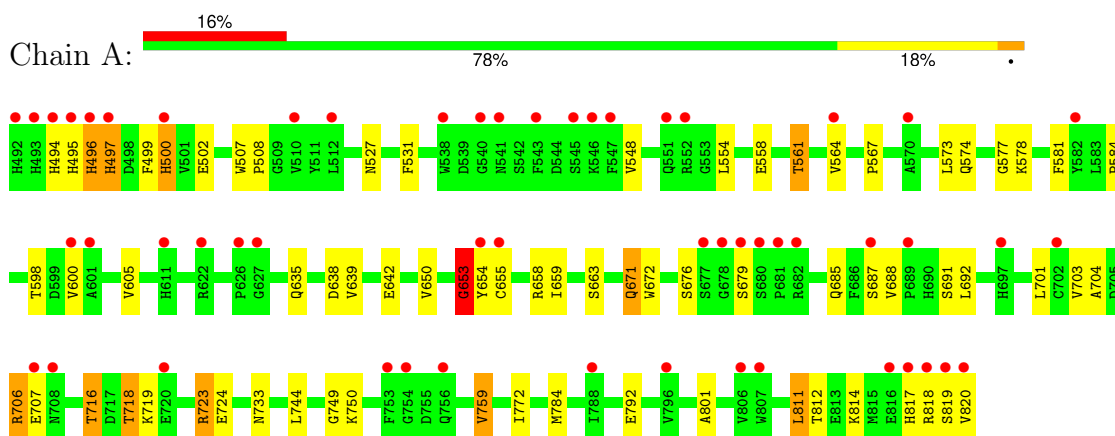 16%
Chain A:
78% 18% •
H492 H493 H494 H495 H496 H497 D498 F499 H500 V501 E502 W507 P508 G509 V510 Y511 L512 N527 F531 W538 D539 G540 N541 S542 F543 D544 S545 K546 F547 V548 Q551 R552 G553 L554 E558 T561 V564 P567 A570 L573 Q574 G577 K578 F581 Y582 L583 R584
T598 D599 V600 A601 V605 H611 R622 P626 G627 Q635 D638 V639 E642 V650 G653 Y654 C655 R658 I659 S663 Q671 W672 S676 S677 G678 S679 S680 P681 R682 Q685 F686 S687 V688 P689 H690 S691 L692 H697 L701 C702 V703 A704 D705
R706 E707 N708 T716 D717 T718 K719 E720 R723 E724 N733 L744 G749 K750 F753 G754 D755 Q756 V759 I772 M784 I788 E792 V796 A801 V806 W807 L811 T812 E813 K814 M815 E816 H817 R818 S819 V820